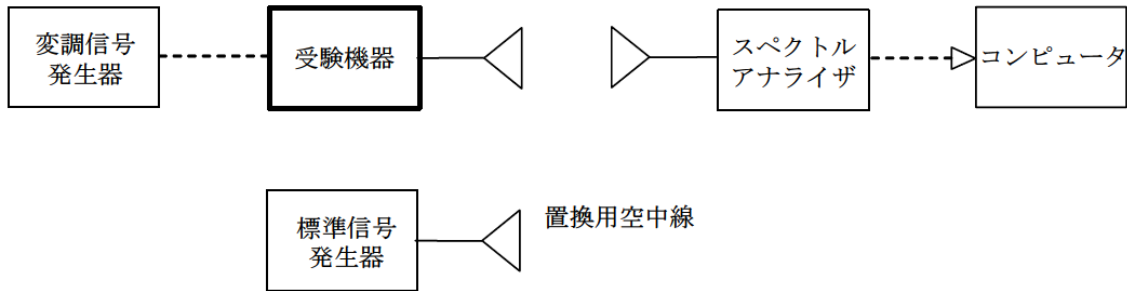 変調信号
発生器
受験機器
スペクトル
アナライザ
コンピュータ
標準信号
発生器
置換用空中線